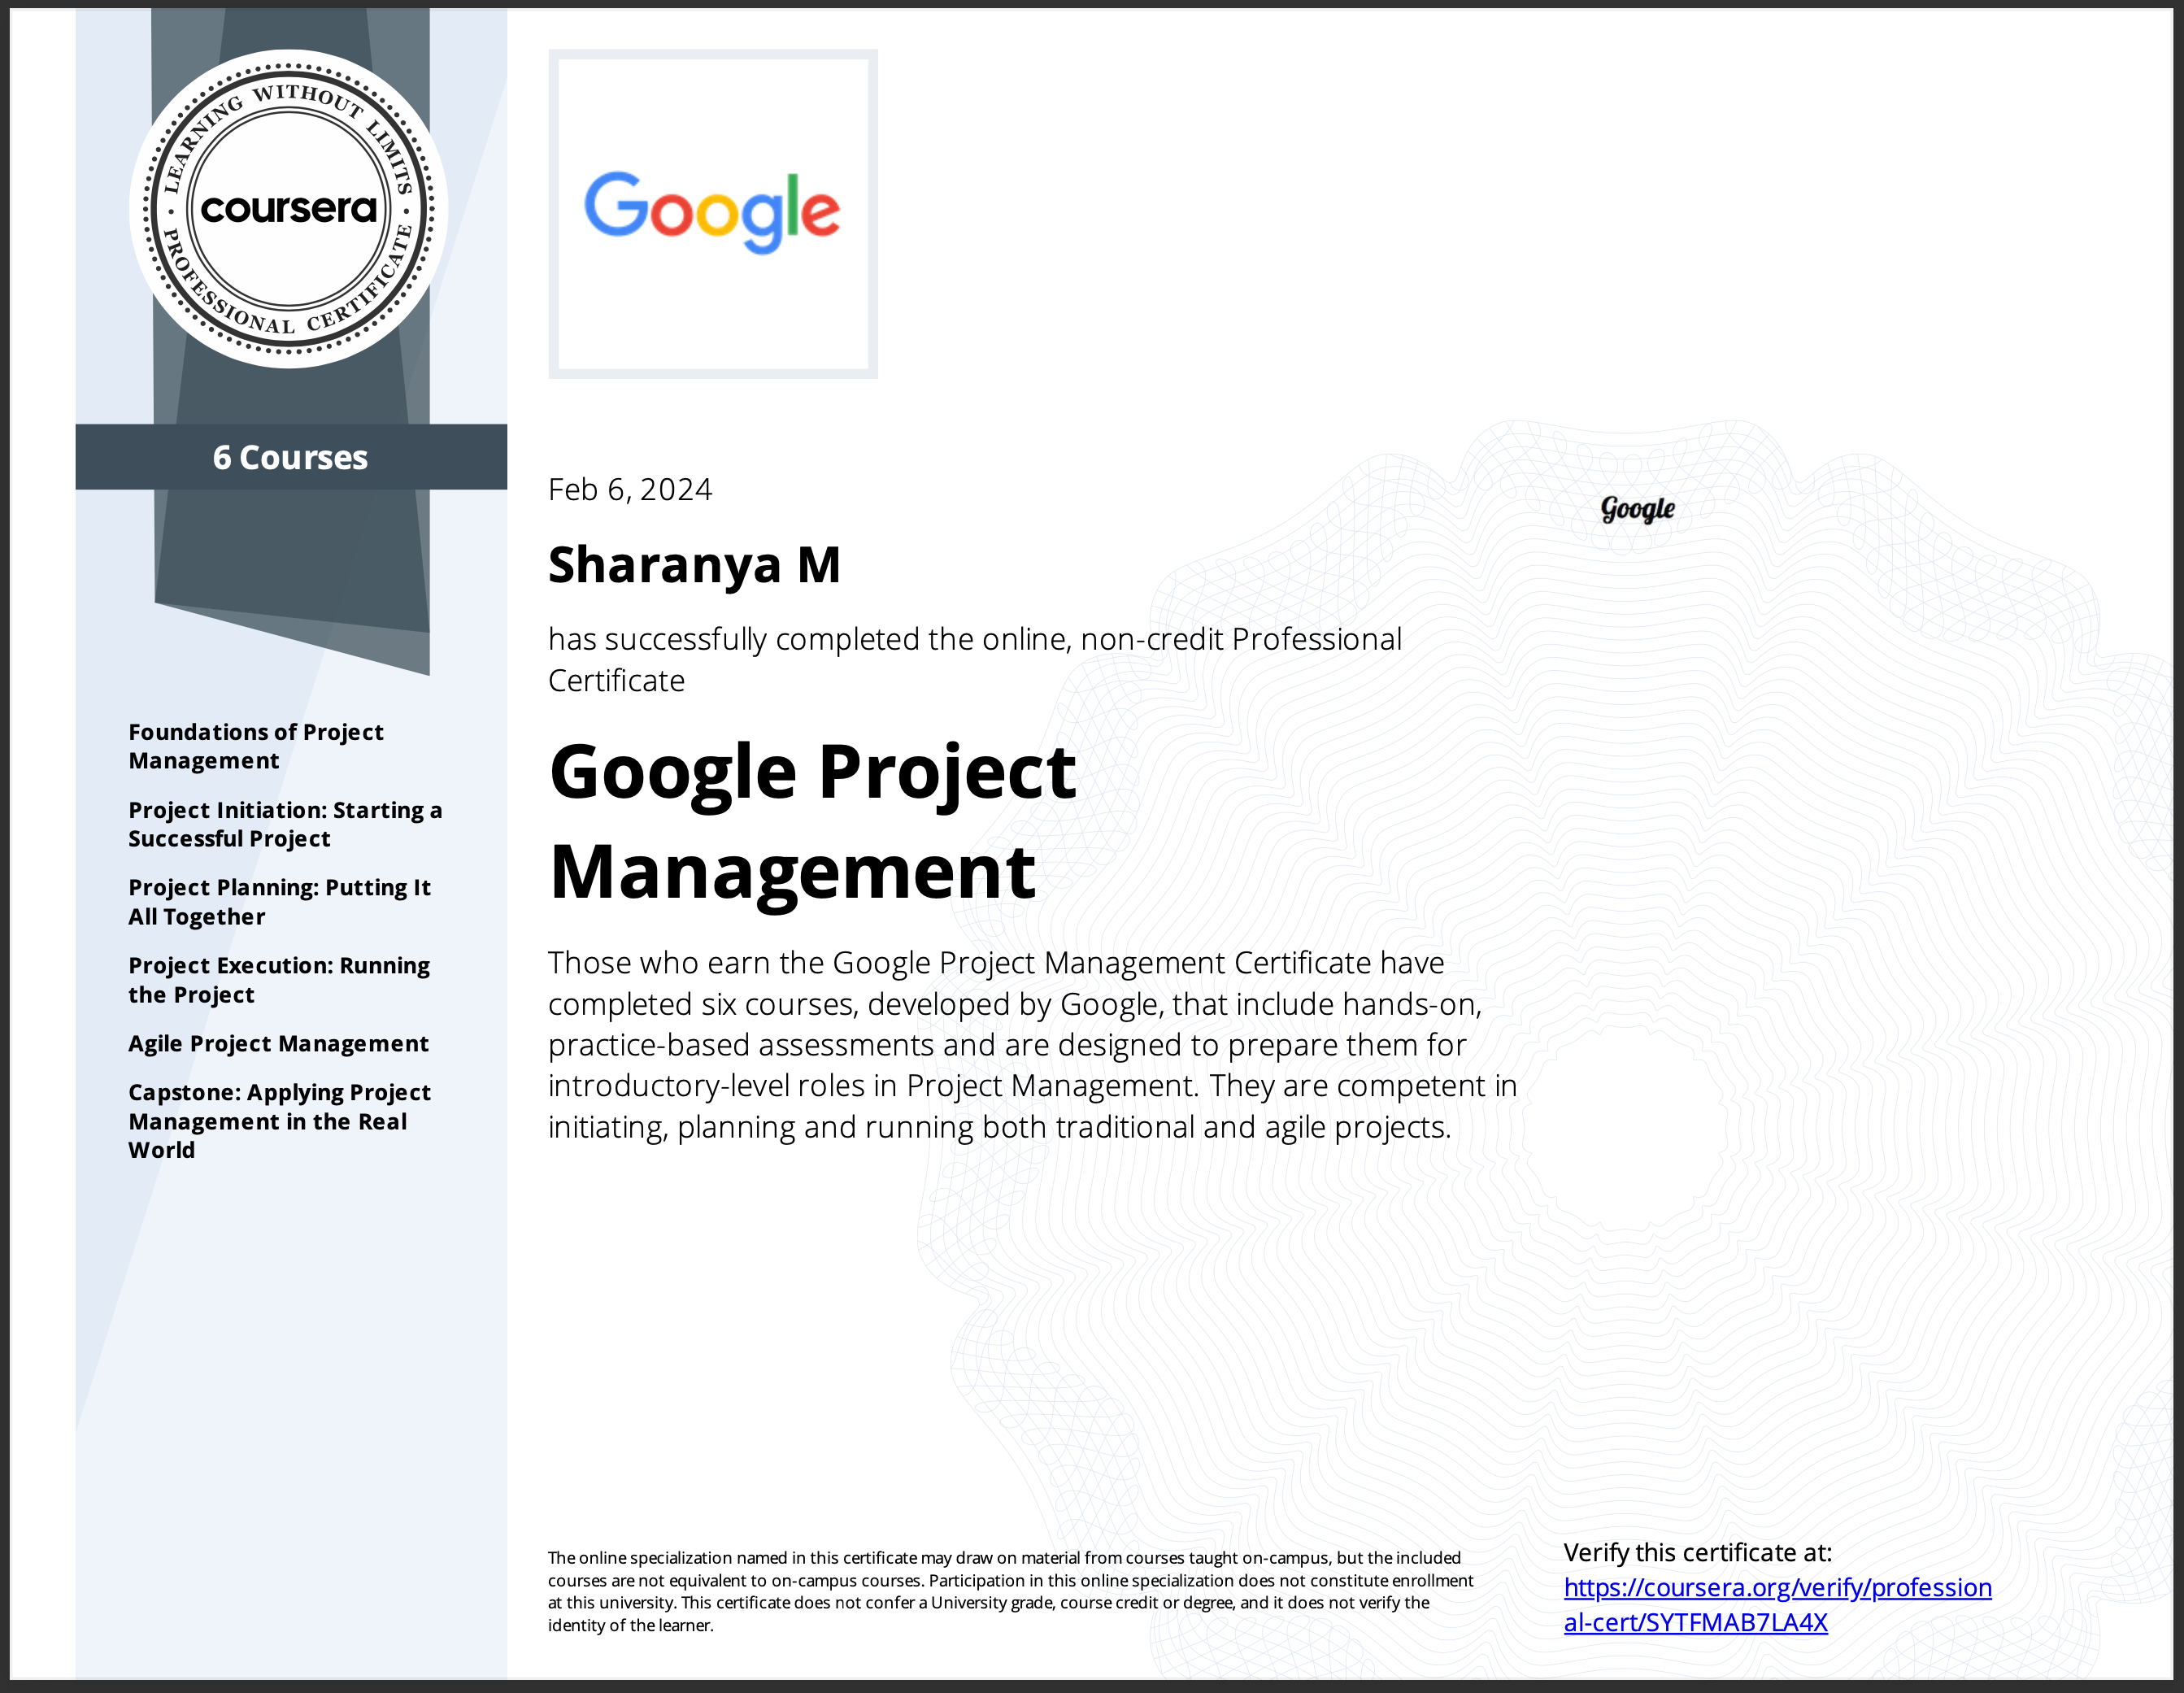 LEARNING WITHOUT LIMITS
coursera
PROFESSIONAL CERTIFICATE
6 Courses
Foundations of Project
Management
Project Initiation: Starting a
Successful Project
Project Planning: Putting It
All Together
Project Execution: Running
the Project
Agile Project Management
Capstone: Applying Project
Management in the Real
World
Google
Feb 6, 2024
Google
Sharanya M
has successfully completed the online, non-credit Professional
Certificate
Google Project
Management
Those who earn the Google Project Management Certificate have
completed six courses, developed by Google, that include hands-on,
practice-based assessments and are designed to prepare them for
introductory-level roles in Project Management. They are competent in
initiating, planning and running both traditional and agile projects.
The online specialization named in this certificate may draw on material from courses taught on-campus, but the included
courses are not equivalent to on-campus courses. Participation in this online specialization does not constitute enrollment
at this university. This certificate does not confer a University grade, course credit or degree, and it does not verify the
identity of the learner.
Verify this certificate at:
https://coursera.org/verify/profession
al-cert/SYTFMAB7LA4X